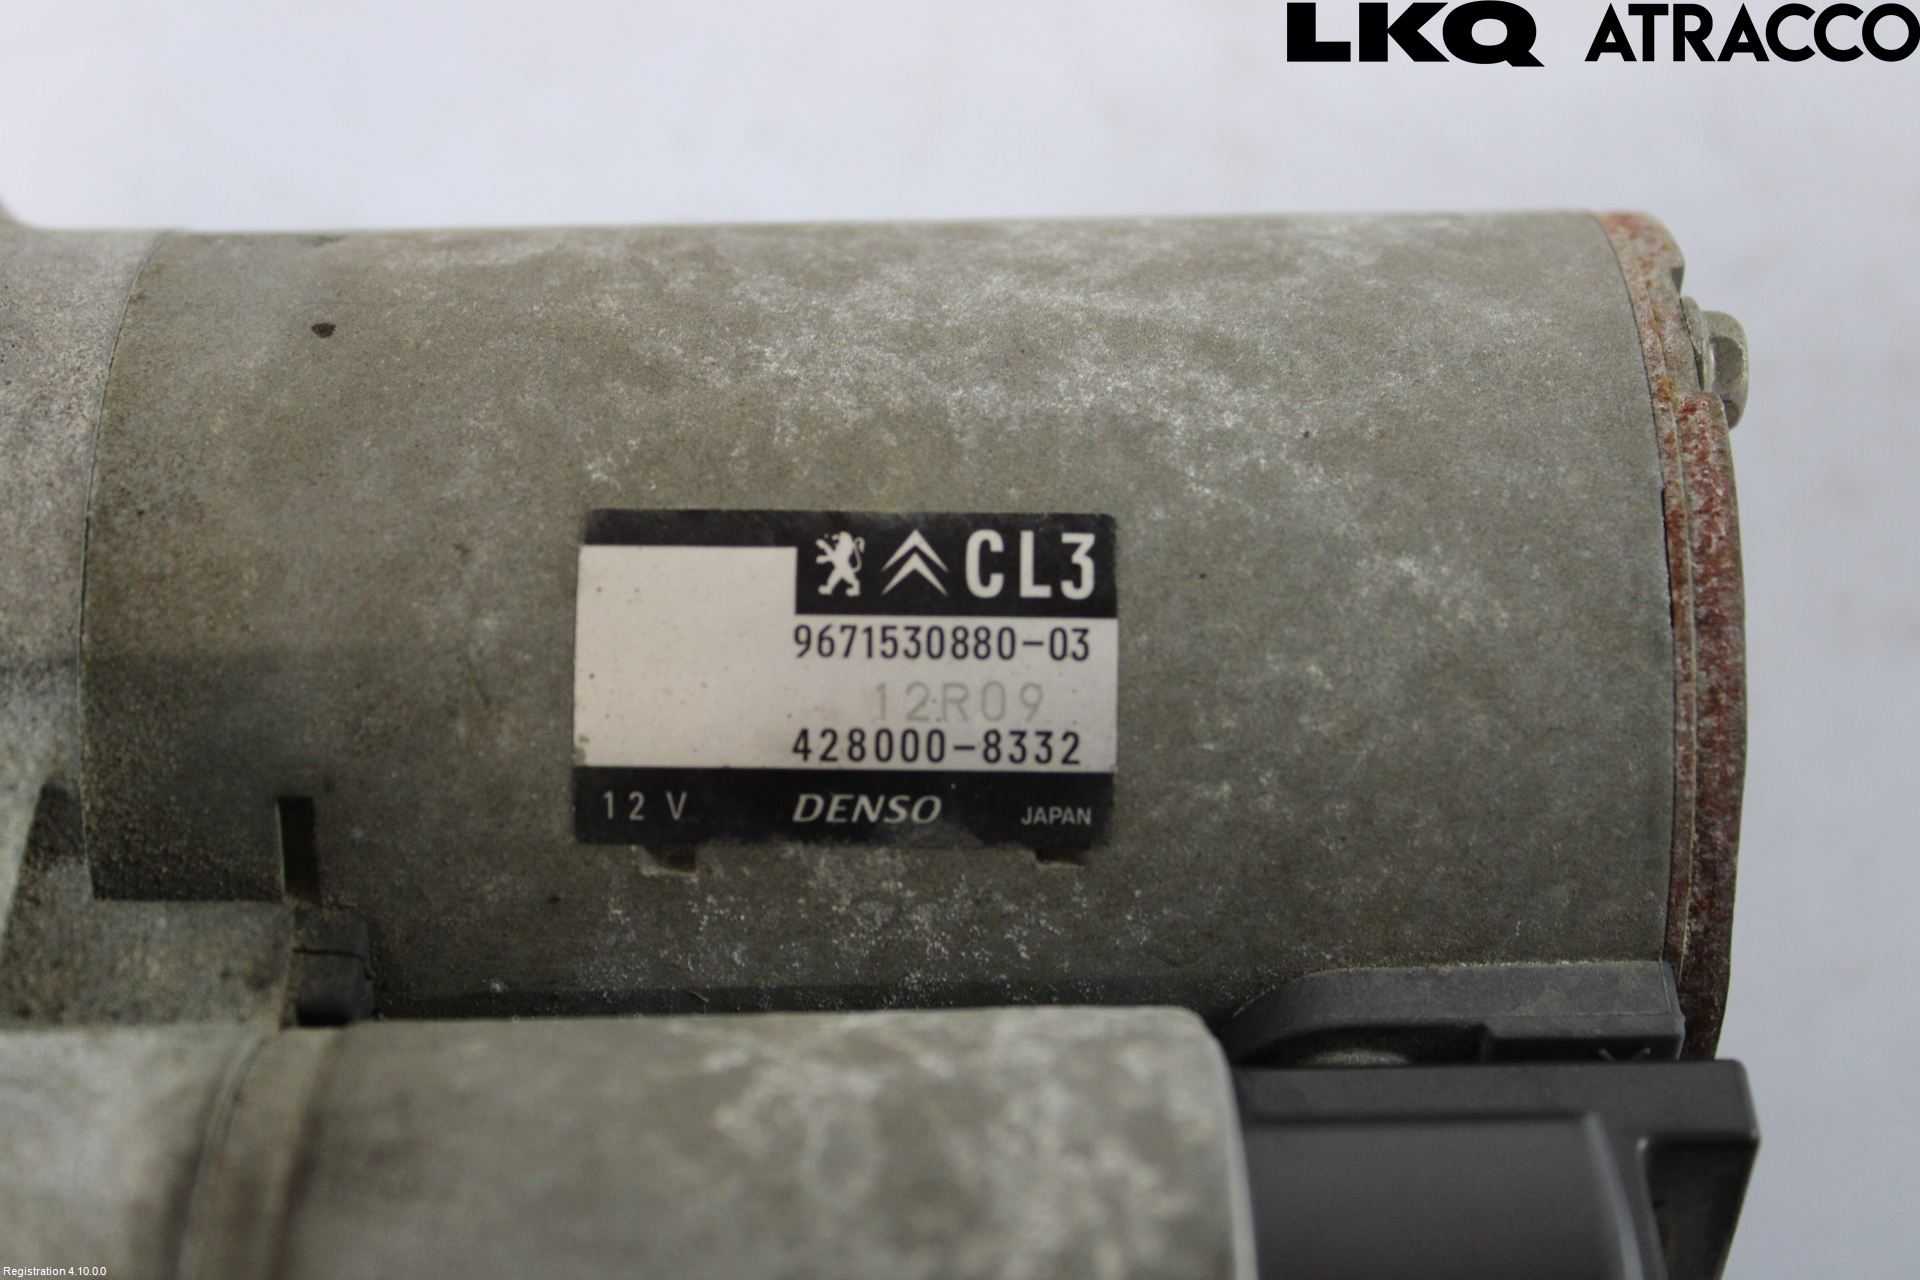 LKQ ATRACCO
CL3
9671530880-03
12R09
428000-8332
12 V DENSO JAPAN
Registration 4.10.0.0